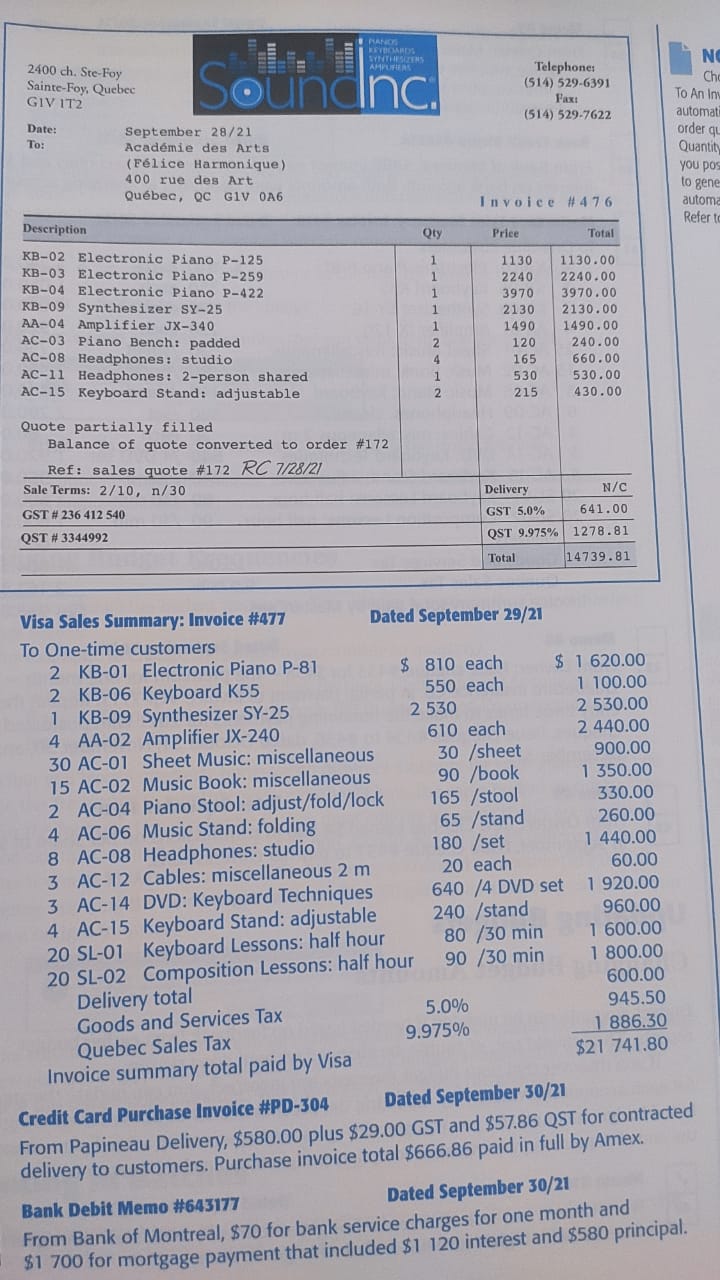 2400 ch. Ste-Foy
Sainte-Foy, Quebec
G1V 1T2
PIANOS
KEYBOARDS
SYNTHESIZERS
AMPLIFIERS
SoundInc.
Telephone:
(514) 529-6391
Fax:
(514) 529-7622
Date: September 28/21
To: Académie des Arts
(Félice Harmonique)
400 rue des Art
Québec, QC G1V 0A6
Invoice #476
Description Qty Price Total
KB-02 Electronic Piano P-125 1 1130 1130.00
KB-03 Electronic Piano P-259 1 2240 2240.00
KB-04 Electronic Piano P-422 1 3970 3970.00
KB-09 Synthesizer SY-25 1 2130 2130.00
AA-04 Amplifier JX-340 1 1490 1490.00
AC-03 Piano Bench: padded 2 120 240.00
AC-08 Headphones: studio 4 165 660.00
AC-11 Headphones: 2-person shared 1 530 530.00
AC-15 Keyboard Stand: adjustable 2 215 430.00
Quote partially filled
Balance of quote converted to order #172
Ref: sales quote #172 RC 7/28/21
Sale Terms: 2/10, n/30 Delivery N/C
GST # 236 412 540 GST 5.0% 641.00
QST # 3344992 QST 9.975% 1278.81
Total 14739.81
Visa Sales Summary: Invoice #477 Dated September 29/21
To One-time customers
2 KB-01 Electronic Piano P-81 $ 810 each $ 1 620.00
2 KB-06 Keyboard K55 550 each 1 100.00
1 KB-09 Synthesizer SY-25 2 530 2 530.00
4 AA-02 Amplifier JX-240 610 each 2 440.00
30 AC-01 Sheet Music: miscellaneous 30 /sheet 900.00
15 AC-02 Music Book: miscellaneous 90 /book 1 350.00
2 AC-04 Piano Stool: adjust/fold/lock 165 /stool 330.00
4 AC-06 Music Stand: folding 65 /stand 260.00
8 AC-08 Headphones: studio 180 /set 1 440.00
3 AC-12 Cables: miscellaneous 2 m 20 each 60.00
3 AC-14 DVD: Keyboard Techniques 640 /4 DVD set 1 920.00
4 AC-15 Keyboard Stand: adjustable 240 /stand 960.00
20 SL-01 Keyboard Lessons: half hour 80 /30 min 1 600.00
20 SL-02 Composition Lessons: half hour 90 /30 min 1 800.00
Delivery total 600.00
Goods and Services Tax 5.0% 945.50
Quebec Sales Tax 9.975% 1 886.30
Invoice summary total paid by Visa $21 741.80
Credit Card Purchase Invoice #PD-304 Dated September 30/21
From Papineau Delivery, $580.00 plus $29.00 GST and $57.86 QST for contracted
delivery to customers. Purchase invoice total $666.86 paid in full by Amex.
Bank Debit Memo #643177 Dated September 30/21
From Bank of Montreal, $70 for bank service charges for one month and
$1 700 for mortgage payment that included $1 120 interest and $580 principal.
To An
automati
order
Quantity
you pos
to gene
automa
Refer to